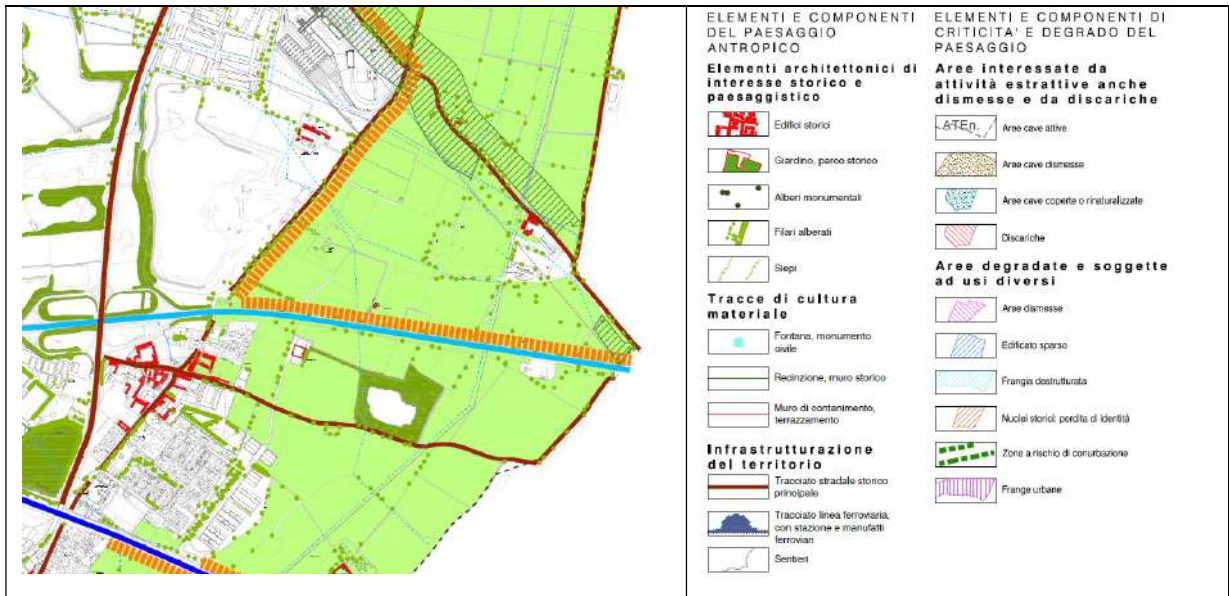 ELEMENTI E COMPONENTI
DEL PAESAGGIO
ANTROPICO
Elementi architettonici di
interesse storico e
paesaggistico
Edifici storici
Giardino, parco storico
Alberi monumentali
Filari alberati
Siepi
Tracce di cultura
materiale
Fontana, monumento
civile
Recinzione, muro storico
Muro di contenimento,
terrazzamento
Infrastrutturazione
del territorio
Tracciato stradale storico
principale
Tracciato linea ferroviaria,
con stazione e manufatti
ferroviari
Sentieri
ELEMENTI E COMPONENTI DI
CRITICITA' E DEGRADO DEL
PAESAGGIO
Aree interessate da
attività estrattive anche
dismesse e da discariche
ATEn.
Aree cave attive
Aree cave dismesse
Aree cave coperte o rinaturalizzate
Discariche
Aree degradate e soggette
ad usi diversi
Aree dismesse
Edificato sparso
Frangia destrutturata
Nuclei storici: perdita di identità
Zone a rischio di conurbazione
Frange urbane